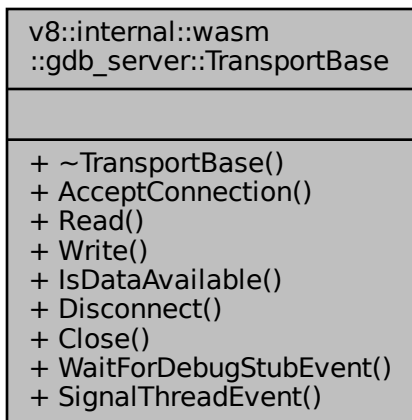 v8::internal::wasm
::gdb_server::TransportBase
+ ~TransportBase()
+ AcceptConnection()
+ Read()
+ Write()
+ IsDataAvailable()
+ Disconnect()
+ Close()
+ WaitForDebugStubEvent()
+ SignalThreadEvent()